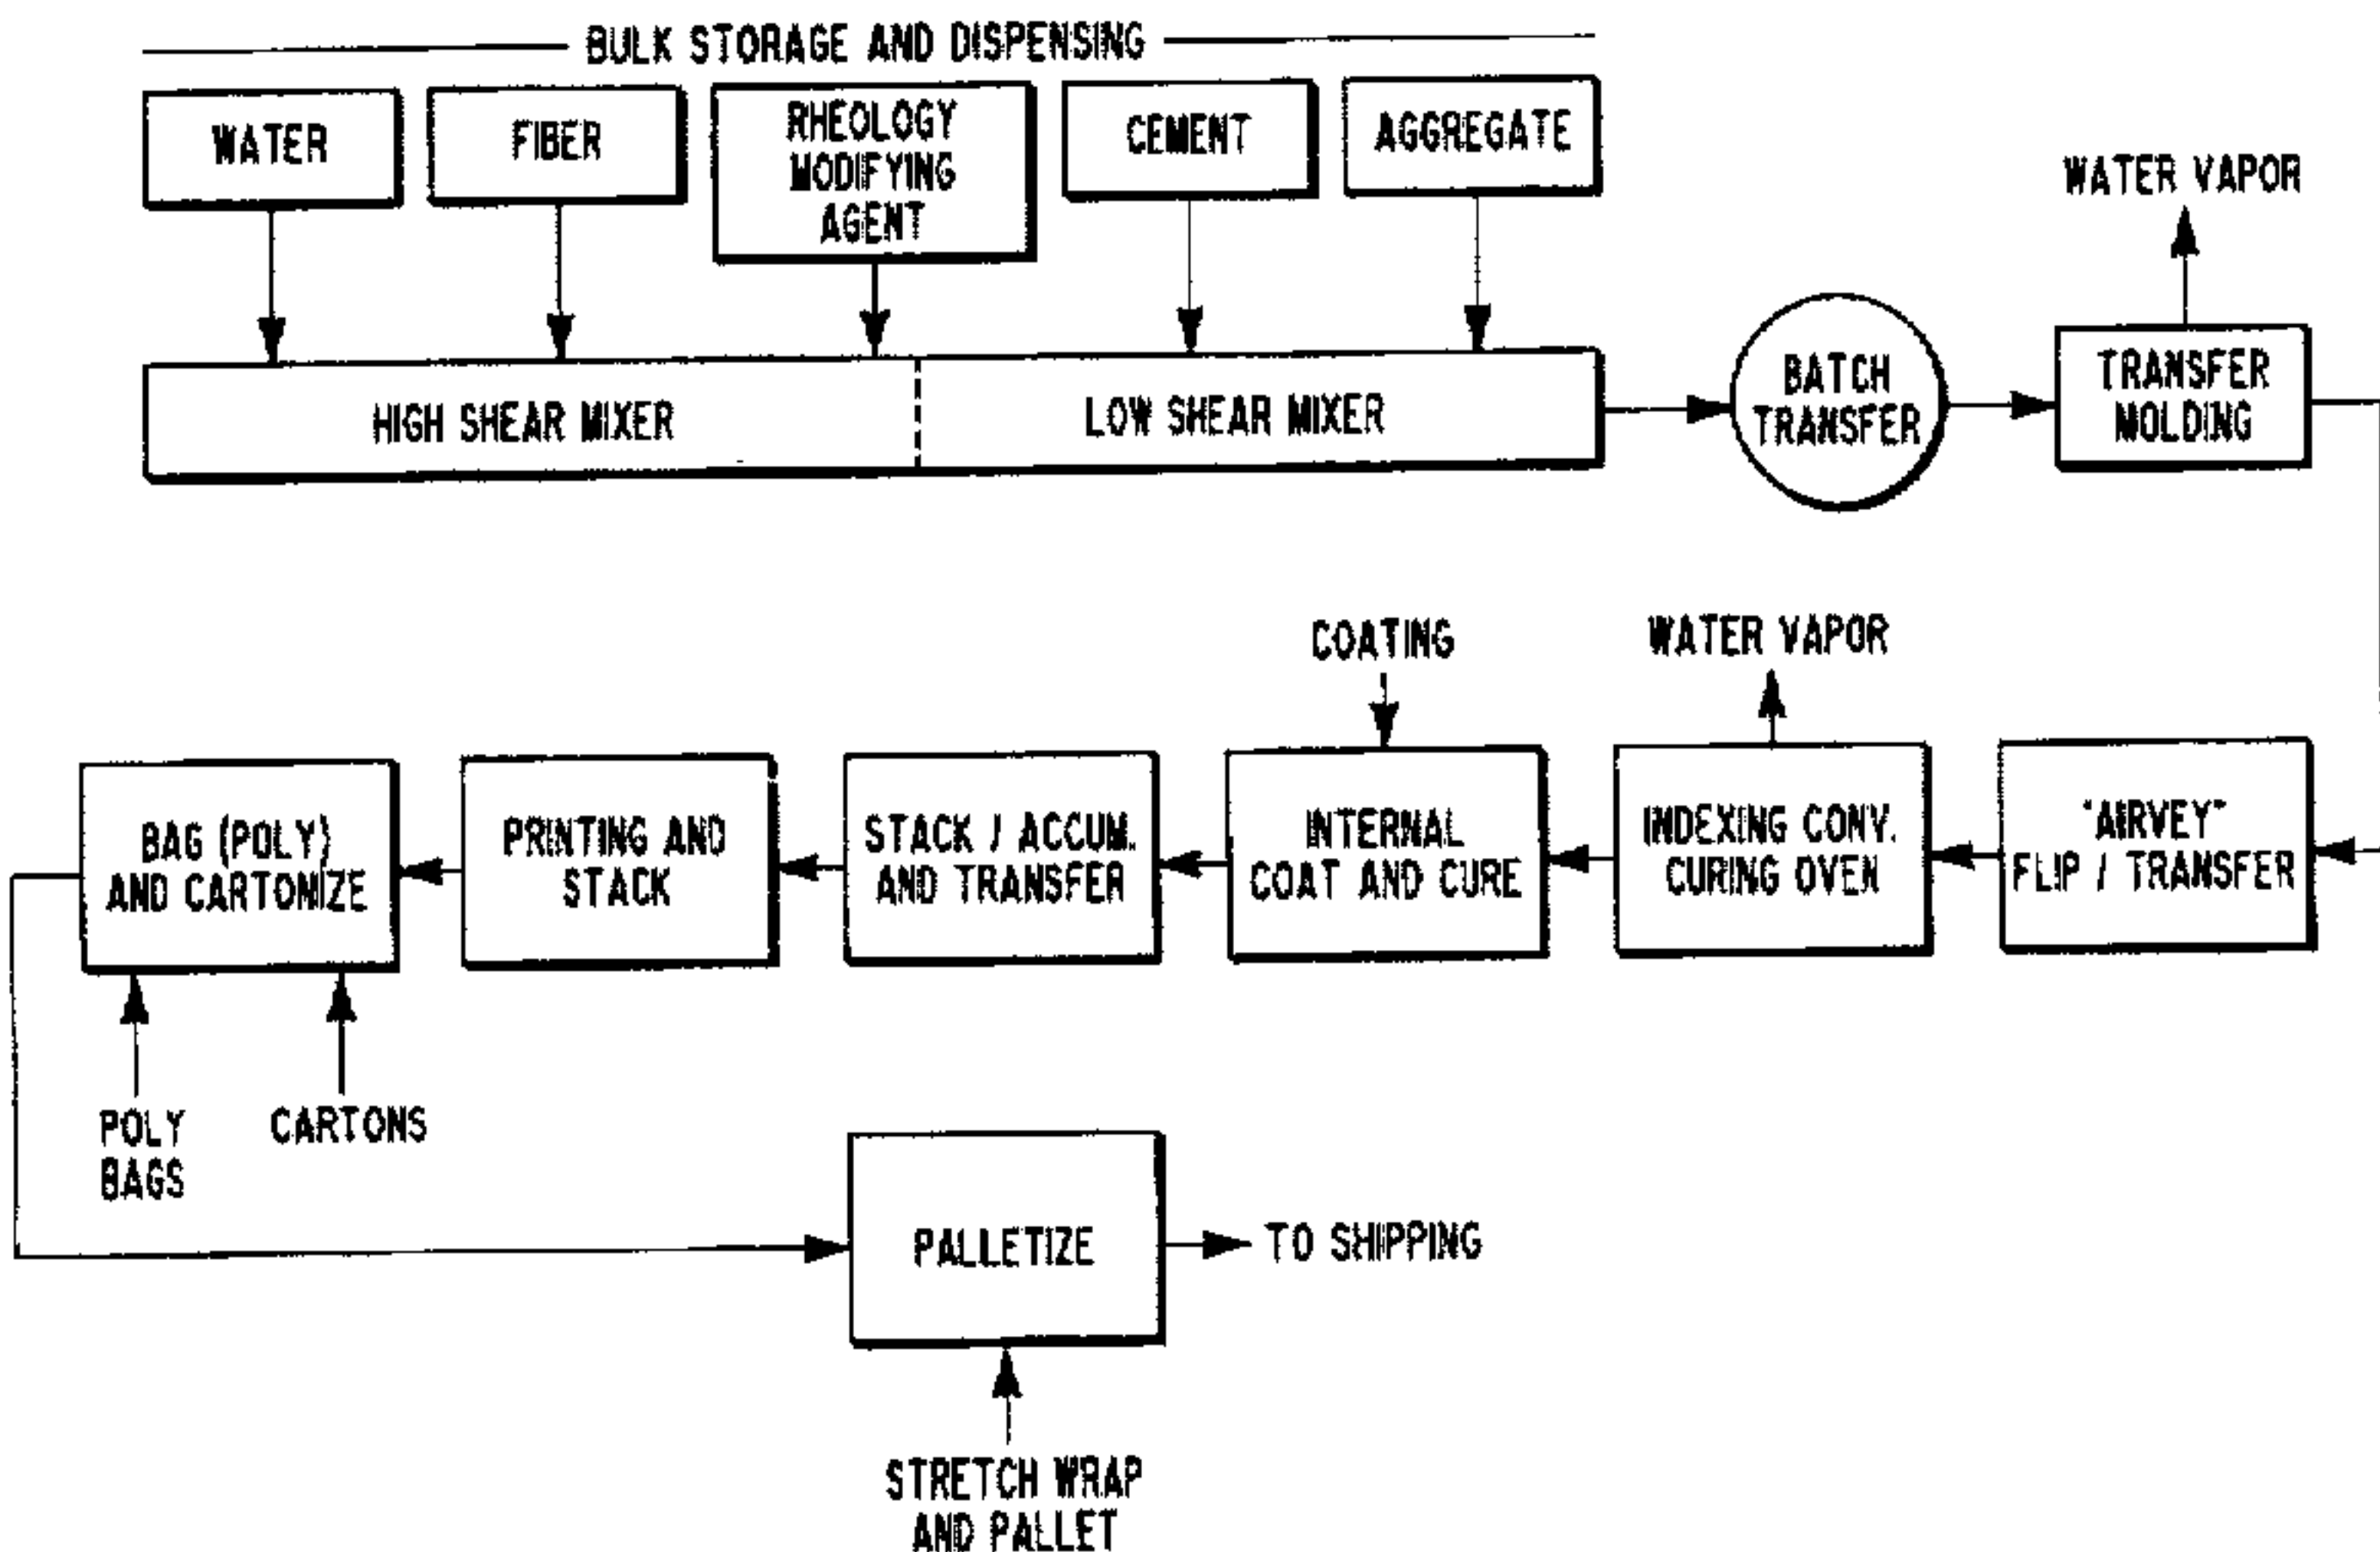 BULK STORAGE AND DISPENSING
WATER
FIBER
RHEOLOGY
MODIFYING
AGENT
CEMENT
AGGREGATE
WATER VAPOR
HIGH SHEAR MIXER
LOW SHEAR MIXER
BATCH
TRANSFER
TRANSFER
MOLDING
COATING
WATER VAPOR
BAG (POLY)
AND CARTOMIZE
PRINTING AND
STACK
STACK / ACCUM.
AND TRANSFER
INTERNAL
COAT AND CURE
INDEXING CONV.
CURING OVEN
"AIRVEY"
FLIP / TRANSFER
POLY
BAGS
CARTONS
PALLETIZE
TO SHIPPING
STRETCH WRAP
AND PALLET